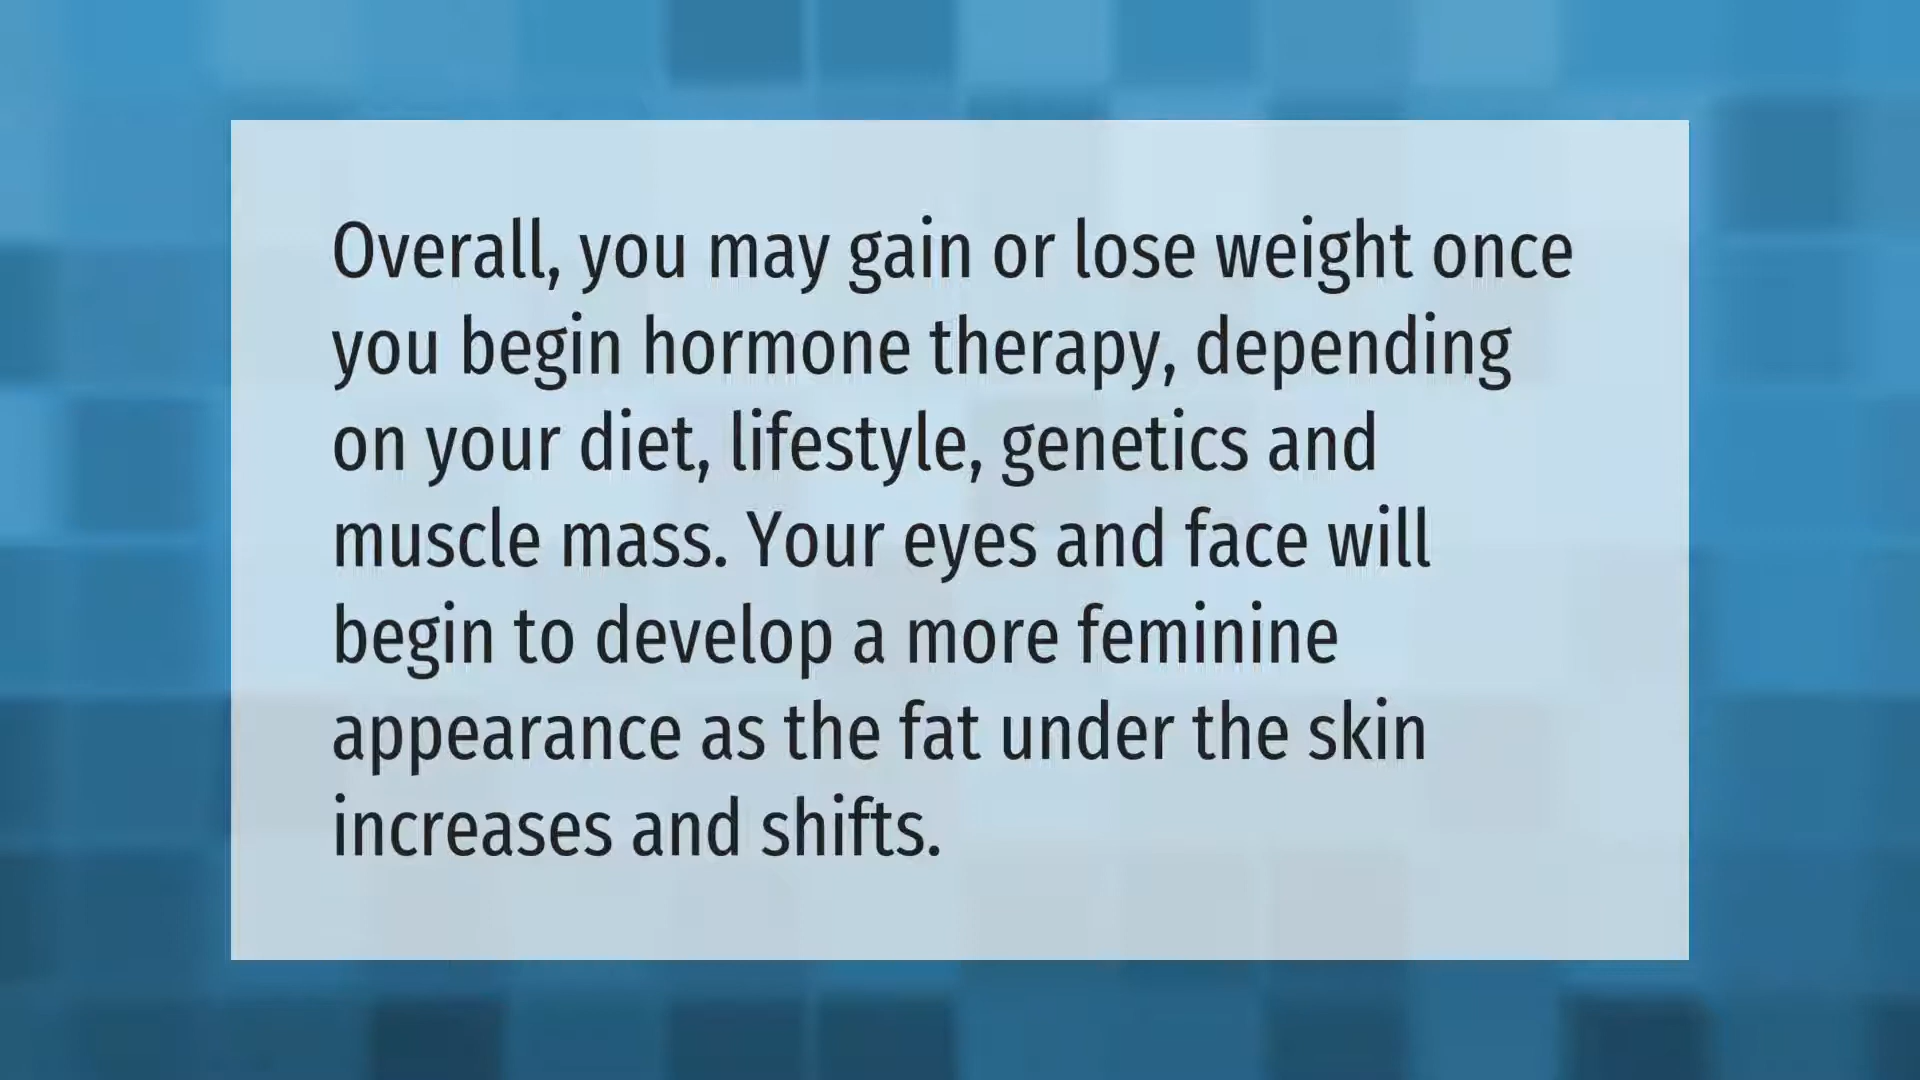 Overall, you may gain or lose weight once
you begin hormone therapy, depending
on your diet, lifestyle, genetics and
muscle mass. Your eyes and face will
begin to develop a more feminine
appearance as the fat under the skin
increases and shifts.